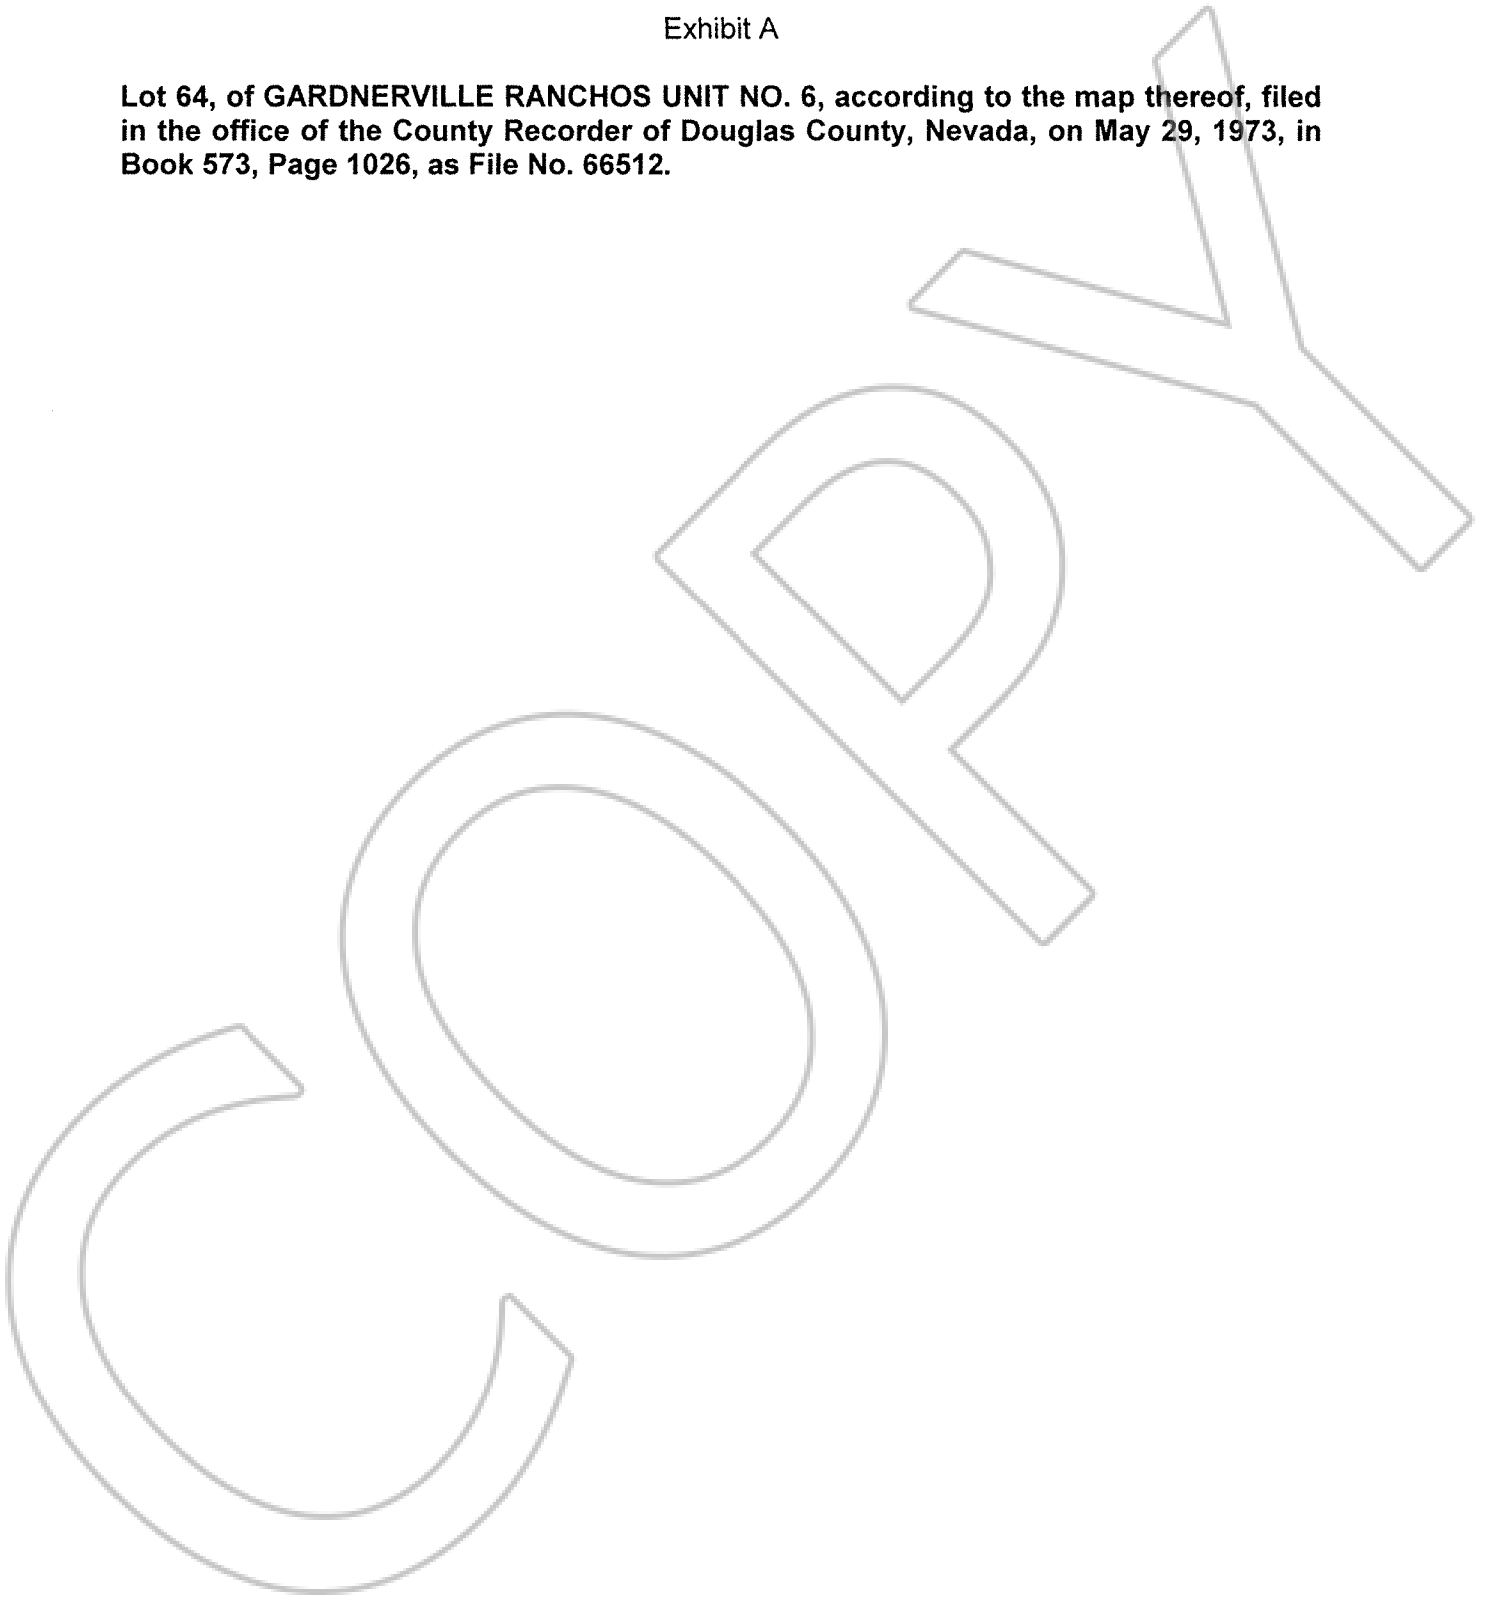 Exhibit A
Lot 64, of GARDNERVILLE RANCHOS UNIT NO. 6, according to the map thereof, filed
in the office of the County Recorder of Douglas County, Nevada, on May 29, 1973, in
Book 573, Page 1026, as File No. 66512.
COPY